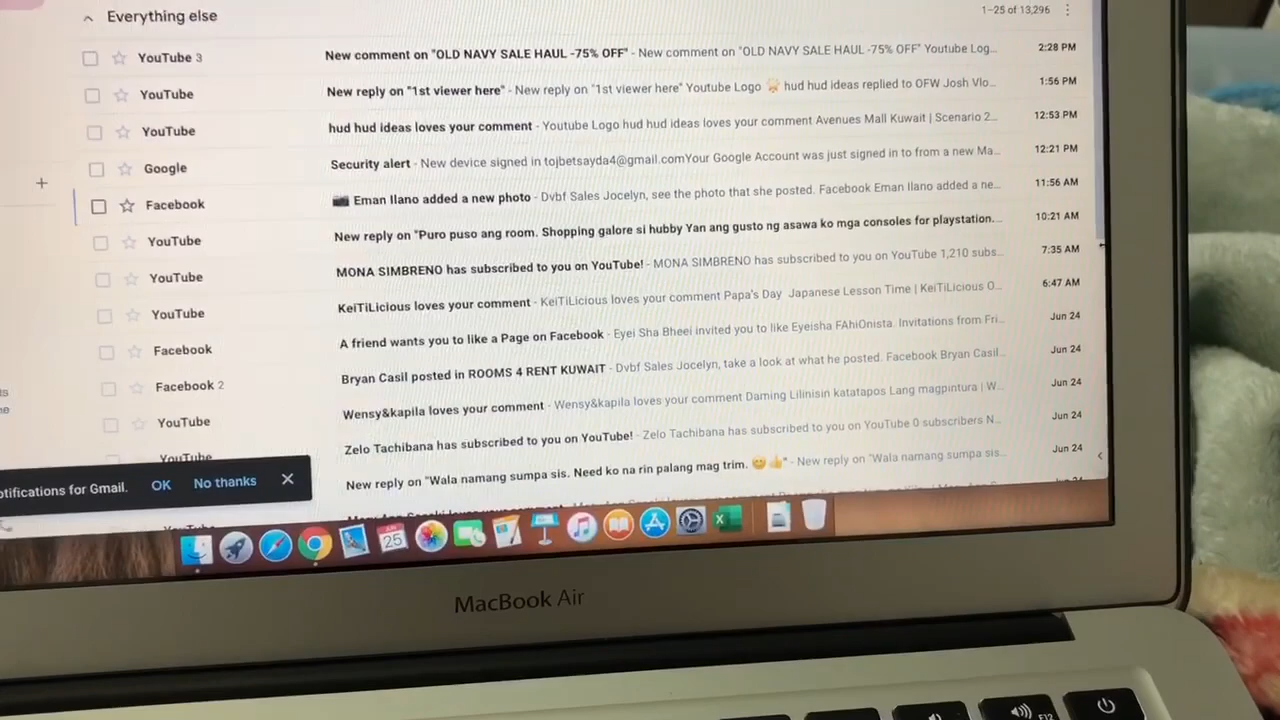 Everything else
1–25 of 13,296
YouTube 3 New comment on "OLD NAVY SALE HAUL -75% OFF" - New comment on "OLD NAVY SALE HAUL -75% OFF" Youtube Log... 2:28 PM
YouTube New reply on "1st viewer here" - New reply on "1st viewer here" Youtube Logo 🌟 hud hud ideas replied to OFW Josh Vlo... 1:56 PM
YouTube hud hud ideas loves your comment - Youtube Logo hud hud ideas loves your comment Avenues Mall Kuwait | Scenario 2... 12:53 PM
Google Security alert - New device signed in tojbetsayda4@gmail.comYour Google Account was just signed in to from a new Ma... 12:21 PM
Facebook 📷 Eman Ilano added a new photo - Dvbf Sales Jocelyn, see the photo that she posted. Facebook Eman Ilano added a ne... 11:56 AM
YouTube New reply on "Puro puso ang room. Shopping galore si hubby Yan ang gusto ng asawa ko mga consoles for playstation. 10:21 AM
YouTube MONA SIMBRENO has subscribed to you on YouTube! - MONA SIMBRENO has subscribed to you on YouTube 1,210 subs... 7:35 AM
YouTube KeiTiLicious loves your comment - KeiTiLicious loves your comment Papa's Day Japanese Lesson Time | KeiTiLicious O... 6:47 AM
Facebook A friend wants you to like a Page on Facebook - Eyei Sha Bheei invited you to like Eyeisha FAhiOnista. Invitations from Fri... Jun 24
Facebook 2 Bryan Casil posted in ROOMS 4 RENT KUWAIT - Dvbf Sales Jocelyn, take a look at what he posted. Facebook Bryan Casil... Jun 24
YouTube Wensy&kapila loves your comment - Wensy&kapila loves your comment Daming Lilinisin katatapos Lang magpintura | W... Jun 24
YouTube Zelo Tachibana has subscribed to you on YouTube! - Zelo Tachibana has subscribed to you on YouTube 0 subscribers N... Jun 24
New reply on "Wala namang sumpa sis. Need ko na rin palang mag trim. 😊👍" - New reply on "Wala namang sumpa sis... Jun 24
otifications for Gmail. OK No thanks
JUN
25
MacBook Air
F12